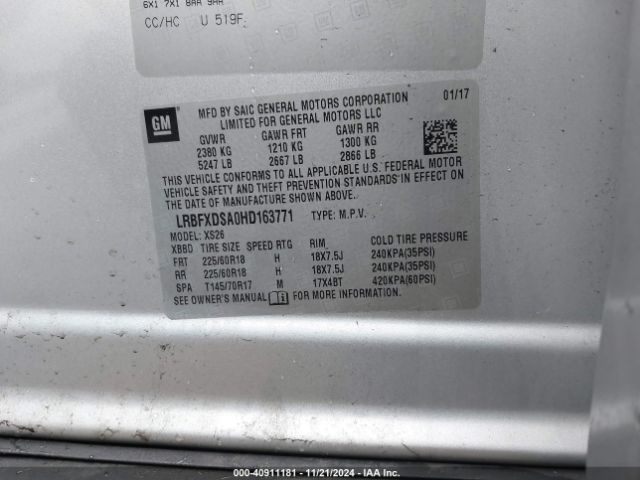 6X1 7X1 8AA 9AA
CC/HC U 519F
GM
MFD BY SAIC GENERAL MOTORS CORPORATION 01/17
LIMITED FOR GENERAL MOTORS LLC
GVWR GAWR FRT GAWR RR
2380 KG 1210 KG 1300 KG
5247 LB 2667 LB 2866 LB
THIS VEHICLE CONFORMS TO ALL APPLICABLE U.S. FEDERAL MOTOR
VEHICLE SAFETY AND THEFT PREVENTION STANDARDS IN EFFECT ON
THE DATE OF MANUFACTURE SHOWN ABOVE.
LRBFXDSA0HD163771 TYPE: M.P.V.
MODEL: XS26
XBBD TIRE SIZE SPEED RTG RIM COLD TIRE PRESSURE
FRT 225/60R18 H 18X7.5J 240KPA(35PSI)
RR 225/60R18 H 18X7.5J 240KPA(35PSI)
SPA T145/70R17 M 17X4BT 420KPA(60PSI)
SEE OWNER'S MANUAL FOR MORE INFORMATION.
000-40911181 - 11/21/2024 - IAA Inc.